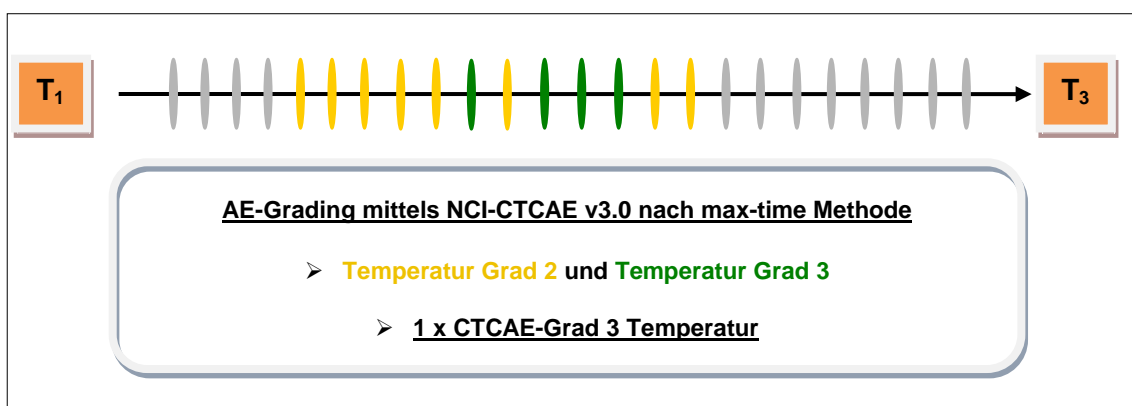 T1
T3
AE-Grading mittels NCI-CTCAE v3.0 nach max-time Methode
➢ Temperatur Grad 2 und Temperatur Grad 3
➢ 1 x CTCAE-Grad 3 Temperatur